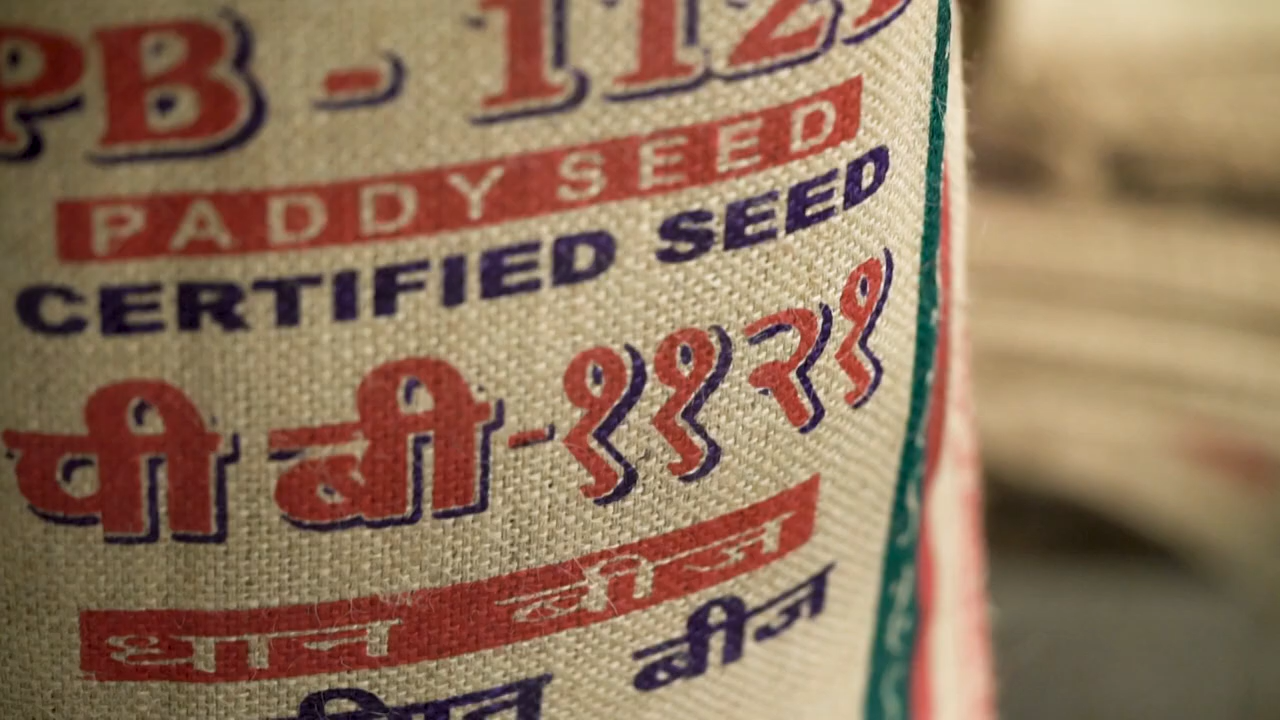 PB - 1121
PADDY SEED
CERTIFIED SEED
पी बी-११२१
धान बीज
बीज